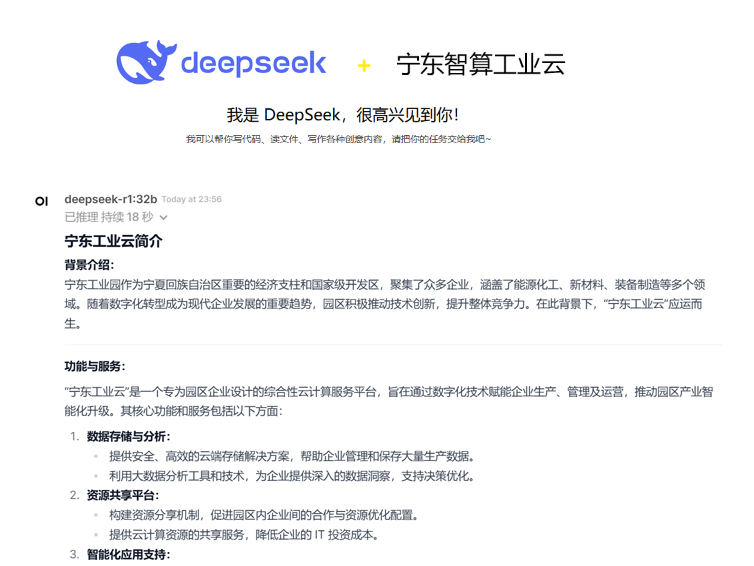 deepseek + 宁东智算工业云
我是 DeepSeek，很高兴见到你！
我可以帮你写代码、读文件、写作各种创意内容，请把你的任务交给我吧~
OI deepseek-r1:32b Today at 23:56
已推理 持续 18 秒
宁东工业云简介
背景介绍：
宁东工业园作为宁夏回族自治区重要的经济支柱和国家级开发区，聚集了众多企业，涵盖了能源化工、新材料、装备制造等多个领
域。随着数字化转型成为现代企业发展的重要趋势，园区积极推动技术创新，提升整体竞争力。在此背景下，“宁东工业云”应运而
生。
功能与服务：
“宁东工业云”是一个专为园区企业设计的综合性云计算服务平台，旨在通过数字化技术赋能企业生产、管理及运营，推动园区产业智
能化升级。其核心功能和服务包括以下方面：
1. 数据存储与分析：
提供安全、高效的云端存储解决方案，帮助企业管理和保存大量生产数据。
利用大数据分析工具和技术，为企业提供深入的数据洞察，支持决策优化。
2. 资源共享平台：
构建资源分享机制，促进园区内企业间的合作与资源优化配置。
提供云计算资源的共享服务，降低企业的 IT 投资成本。
3. 智能化应用支持：